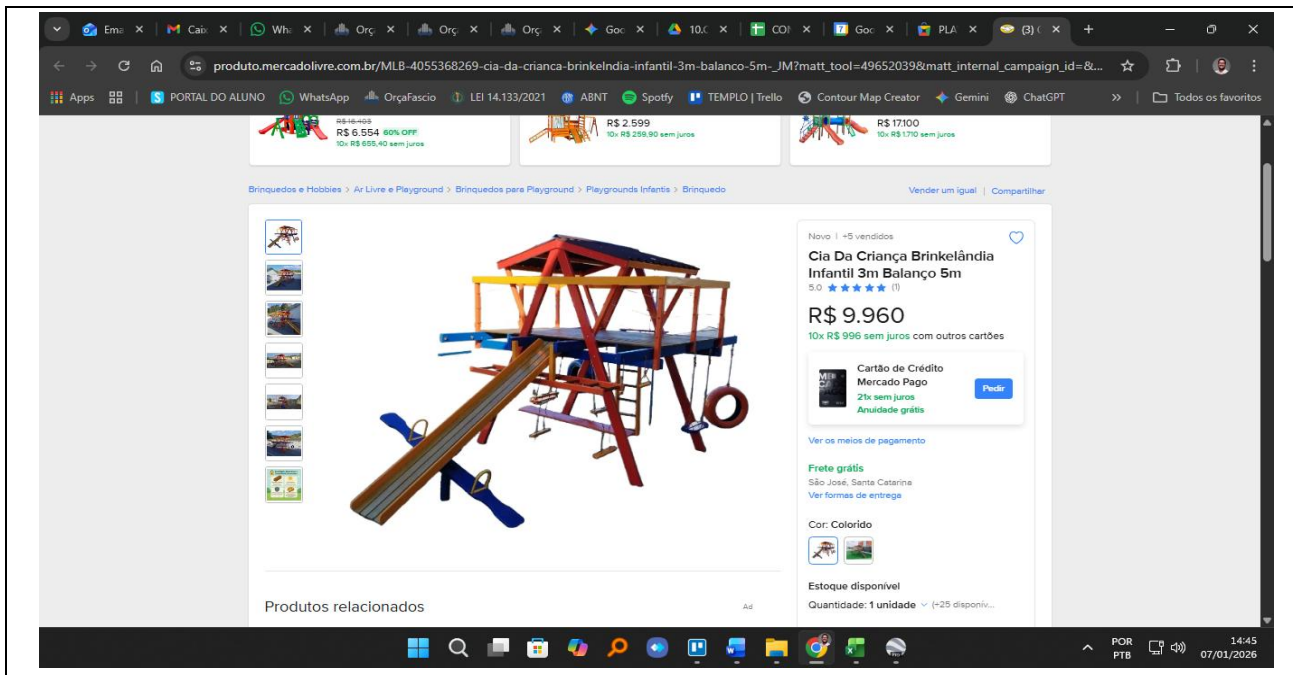 Ema
Caix
Wha
Orç
Orç
Orç
Goo
10.C
COM
Goo
PLA
(3) (
produto.mercadolivre.com.br/MLB-4055368269-cia-da-crianca-brinkelndia-infantil-3m-balanco-5m-_JM?matt_tool=49652039&matt_internal_campaign_id=&...
Apps
PORTAL DO ALUNO
WhatsApp
OrçaFascio
LEI 14.133/2021
ABNT
Spotfy
TEMPLO | Trello
Contour Map Creator
Gemini
ChatGPT
»
Todos os favoritos
R$ 16.403
R$ 6.554 60% OFF
10x R$ 655,40 sem juros
R$ 2.599
10x R$ 259,90 sem juros
R$ 17.100
10x R$ 1.710 sem juros
Brinquedos e Hobbies > Ar Livre e Playground > Brinquedos para Playground > Playgrounds Infantis > Brinquedo
Vender um igual | Compartilhar
Novo | +5 vendidos
Cia Da Criança Brinkelândia
Infantil 3m Balanço 5m
5.0 ★★★★★ (1)
R$ 9.960
10x R$ 996 sem juros com outros cartões
Cartão de Crédito
Mercado Pago
21x sem juros
Anuidade grátis
Pedir
Ver os meios de pagamento
Frete grátis
São José, Santa Catarina
Ver formas de entrega
Cor: Colorido
Estoque disponível
Quantidade: 1 unidade (+25 disponív...
Produtos relacionados
Ad
POR
PTB
14:45
07/01/2026